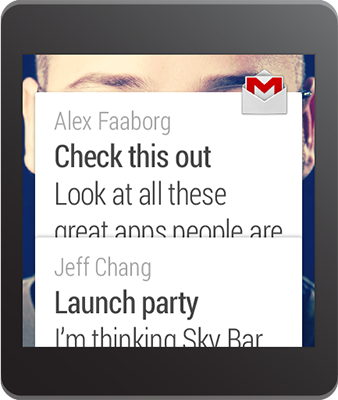 Alex Faaborg
Check this out
Look at all these
great apps people are
Jeff Chang
Launch party
I'm thinking Sky Bar